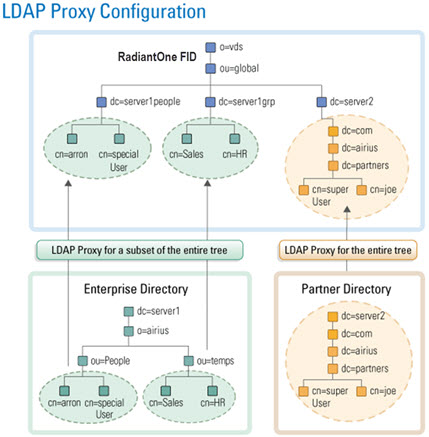 LDAP Proxy Configuration
RadiantOne FID
o=vds
ou=global
dc=server1people
dc=server1grp
dc=server2
cn=arron
cn=special
User
cn=Sales
cn=HR
dc=com
dc=airius
dc=partners
cn=super
User
cn=joe
LDAP Proxy for a subset of the entire tree
LDAP Proxy for the entire tree
Enterprise Directory
dc=server1
o=airius
ou=People
ou=temps
cn=arron
cn=special
User
cn=Sales
cn=HR
Partner Directory
dc=server2
dc=com
dc=airius
dc=partners
cn=super
User
cn=joe